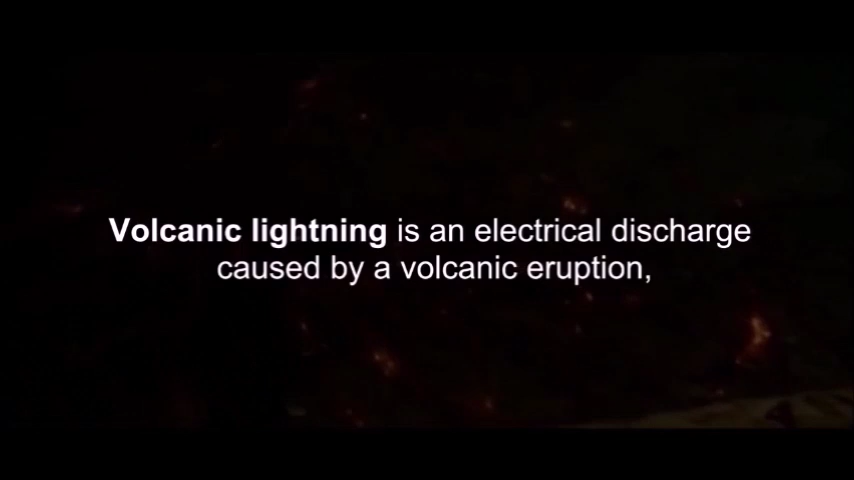 Volcanic lightning is an electrical discharge
caused by a volcanic eruption,